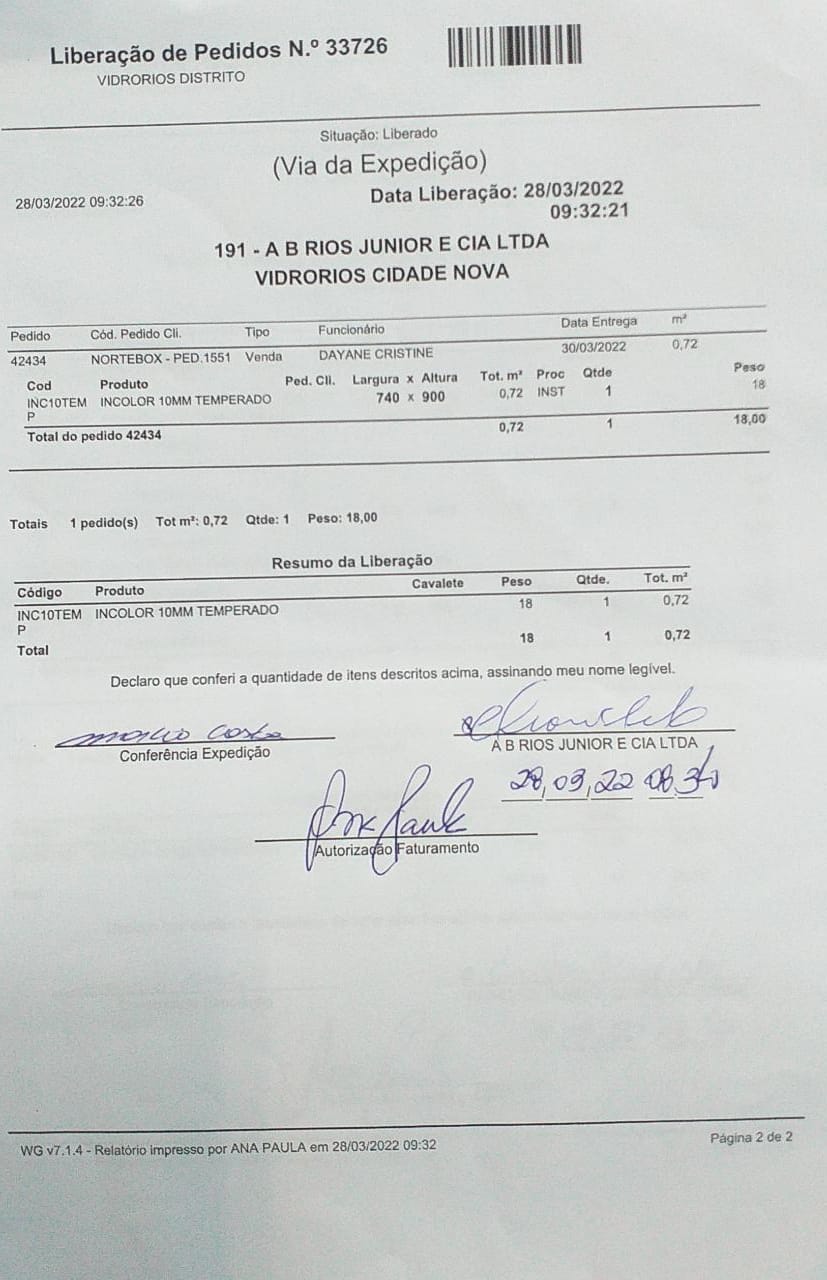 Liberação de Pedidos N.º 33726
VIDRORIOS DISTRITO
Situação: Liberado
(Via da Expedição)
28/03/2022 09:32:26
Data Liberação: 28/03/2022
09:32:21
191 - A B RIOS JUNIOR E CIA LTDA
VIDRORIOS CIDADE NOVA
Pedido Cód. Pedido Cli. Tipo Funcionário Data Entrega m²
42434 NORTEBOX - PED.1551 Venda DAYANE CRISTINE 30/03/2022 0,72
Cod Produto Ped. Cli. Largura x Altura Tot. m² Proc Qtde Peso
INC10TEM INCOLOR 10MM TEMPERADO 740 x 900 0,72 INST 1 18
P
Total do pedido 42434 0,72 1 18,00
Totais 1 pedido(s) Tot m²: 0,72 Qtde: 1 Peso: 18,00
Resumo da Liberação
Código Produto Cavalete Peso Qtde. Tot. m²
INC10TEM INCOLOR 10MM TEMPERADO 18 1 0,72
P
Total 18 1 0,72
Declaro que conferi a quantidade de itens descritos acima, assinando meu nome legível.
Costa
Conferência Expedição
A B RIOS JUNIOR E CIA LTDA
28,03,22
Ana Paula
Autorização Faturamento
WG v7.1.4 - Relatório impresso por ANA PAULA em 28/03/2022 09:32
Página 2 de 2